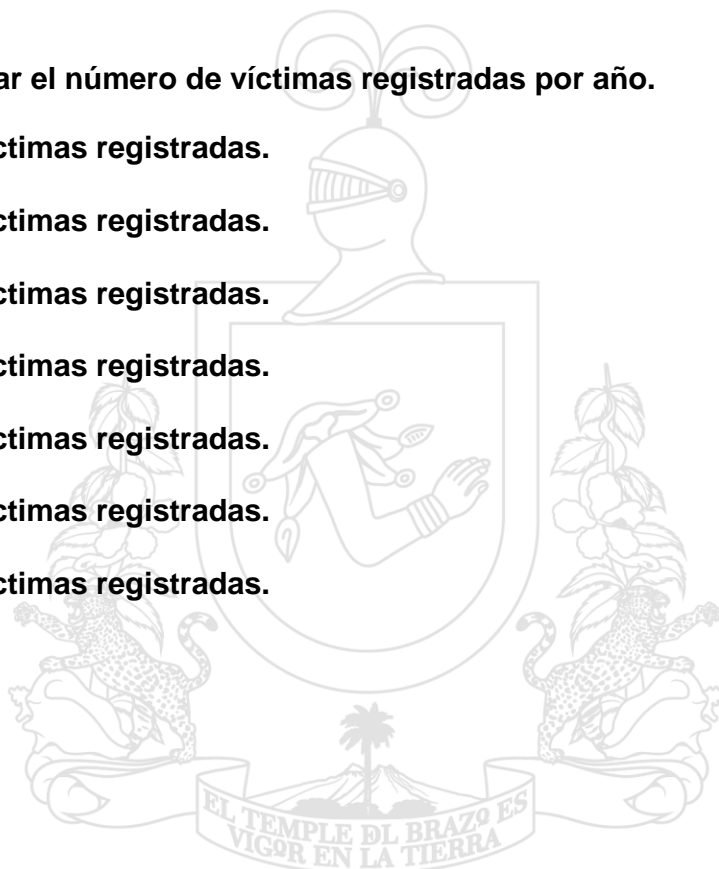 ar el número de víctimas registradas por año.
ctimas registradas.
ctimas registradas.
ctimas registradas.
ctimas registradas.
ctimas registradas.
ctimas registradas.
ctimas registradas.
EL TEMPLE DL BRAZO ES
VIGOR EN LA TIERRA